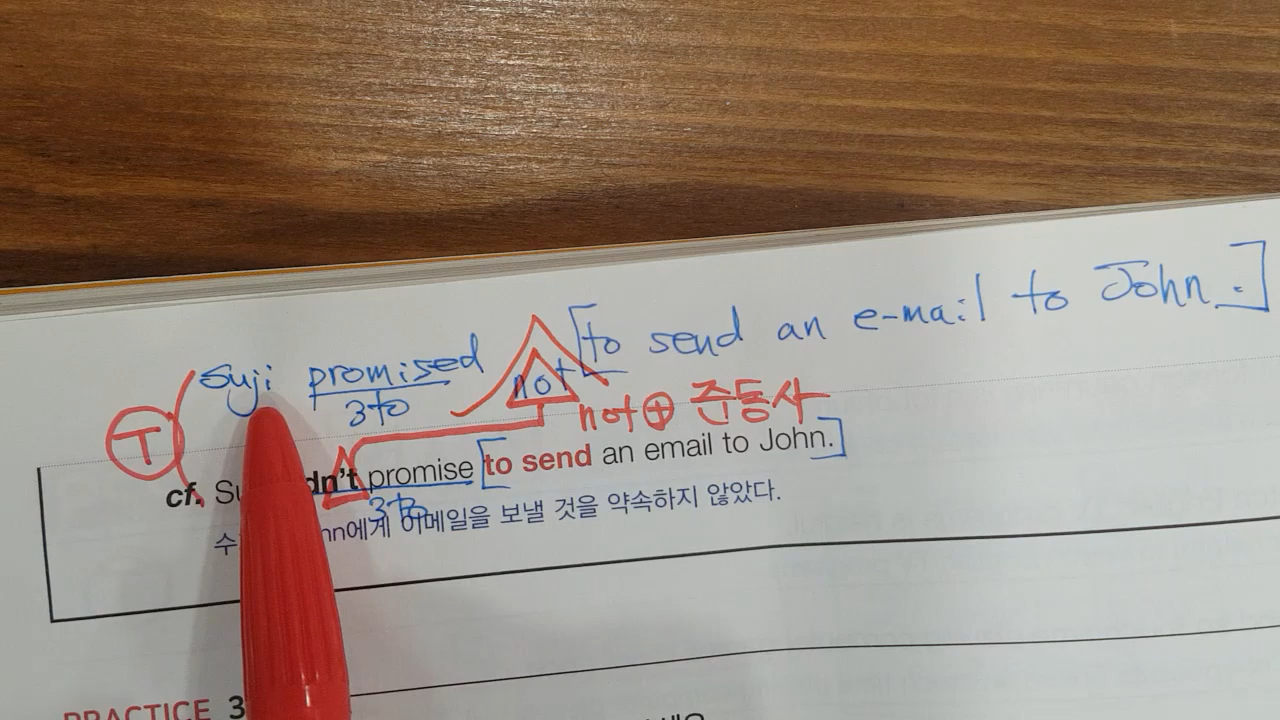 Suji promised not [to send an e-mail to John.]
3to
not ⊕ 준동사
T
cf. Su dn't promise [to send an email to John.]
3to
수 hn에게 이메일을 보낼 것을 약속하지 않았다.
PRACTICE 3